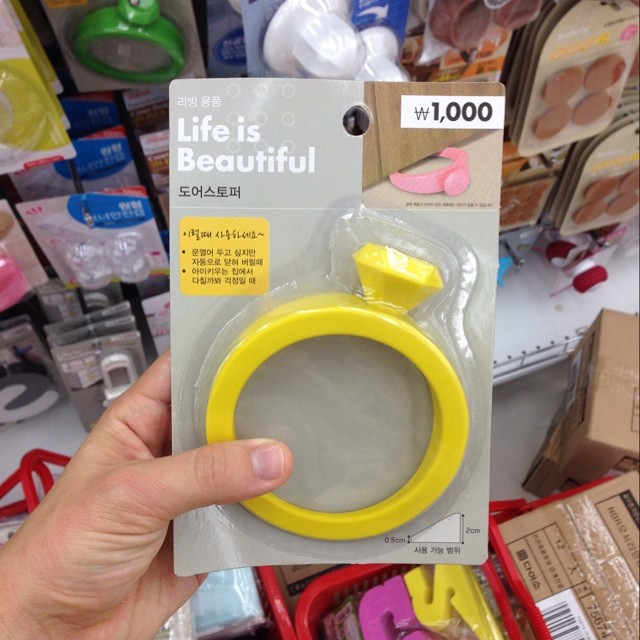 리빙 용품
₩1,000
Life is
Beautiful
도어스토퍼
이럴때 사용하세요~
• 문열어 두고 싶지만
자동으로 닫혀 버릴때
• 아이키우는 집에서
다칠까봐 걱정일 때
0.5cm
2cm
사용 가능 범위